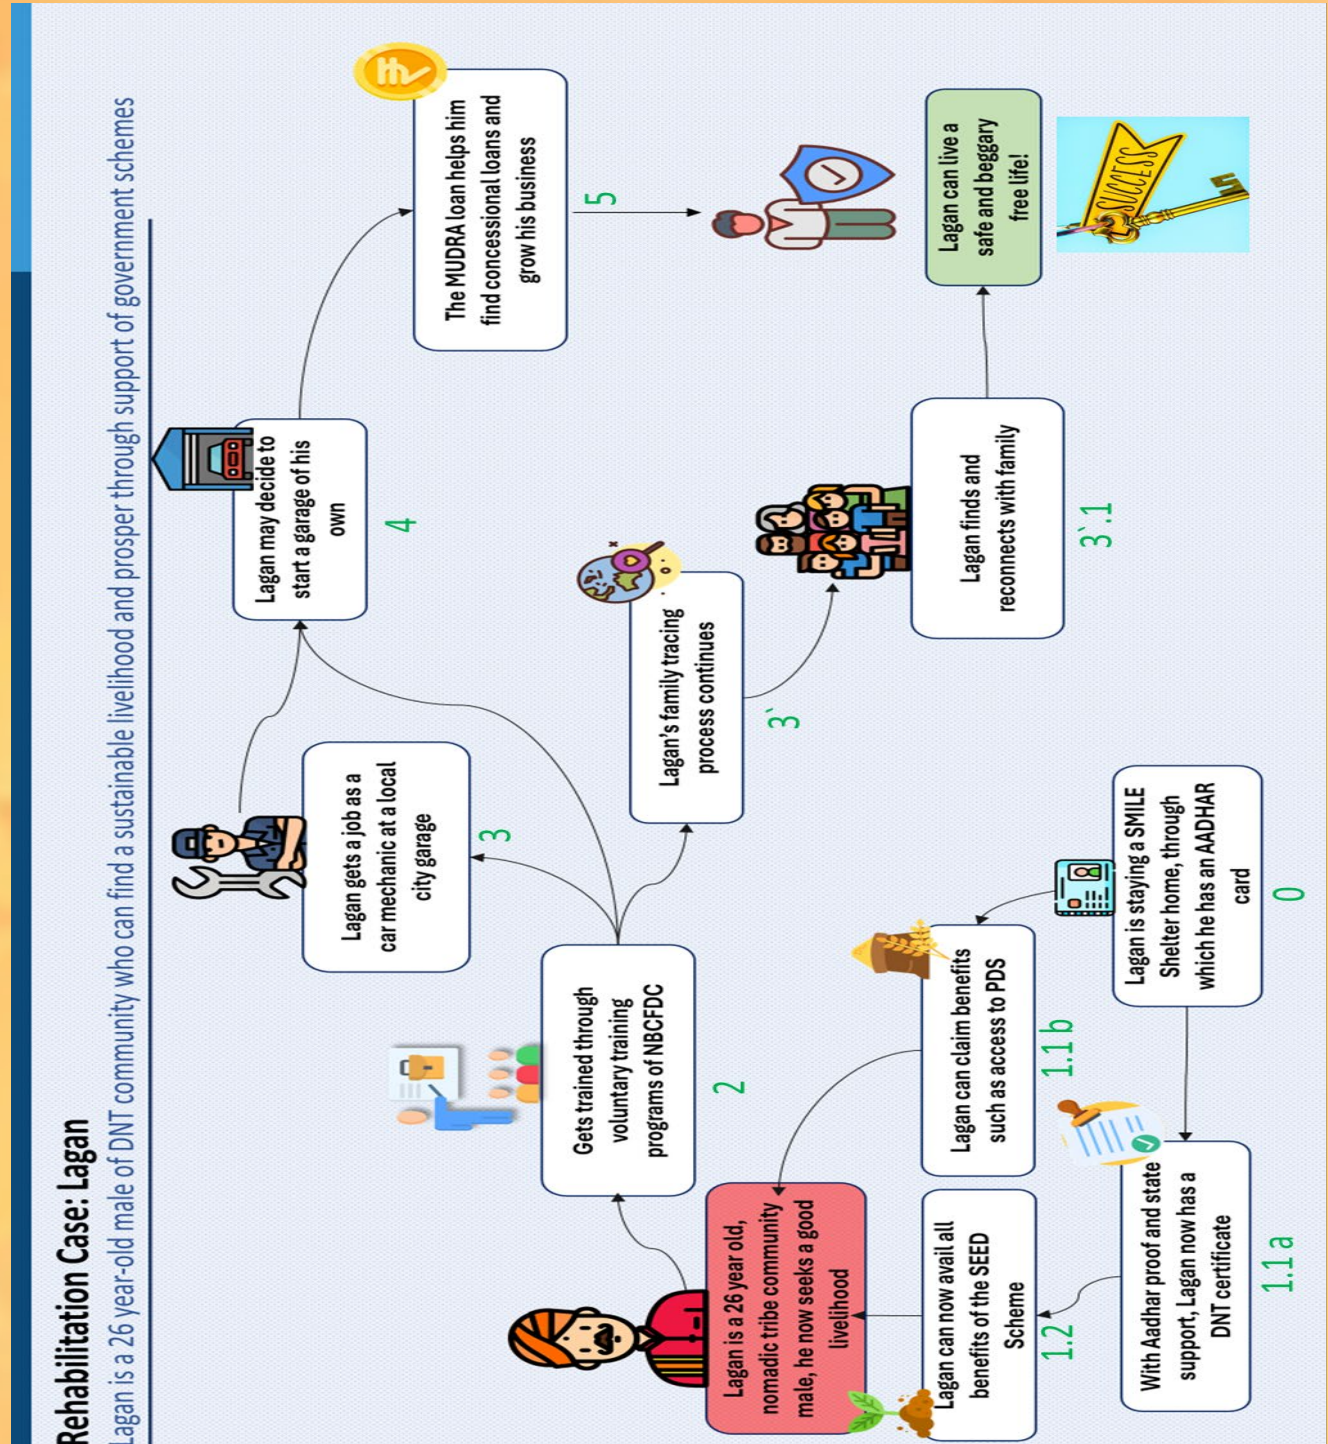 Rehabilitation Case: Lagan
Lagan is a 26 year-old male of DNT community who can find a sustainable livelihood and prosper through support of government schemes
Lagan is staying a SMILE
Shelter home, through
which he has an AADHAR
card
0
With Aadhar proof and state
support, Lagan now has a
DNT certificate
1.1 a
Lagan can claim benefits
such as access to PDS
1.1 b
Lagan can now avail all
benefits of the SEED
Scheme
1.2
Lagan is a 26 year old,
nomadic tribe community
male, he now seeks a good
livelihood
Gets trained through
voluntary training
programs of NBCFDC
2
Lagan gets a job as a
car mechanic at a local
city garage
3
Lagan's family tracing
process continues
3`
Lagan finds and
reconnects with family
3`.1
Lagan may decide to
start a garage of his
own
4
The MUDRA loan helps him
find concessional loans and
grow his business
5
Lagan can live a
safe and beggary
free life!
SUCCESS